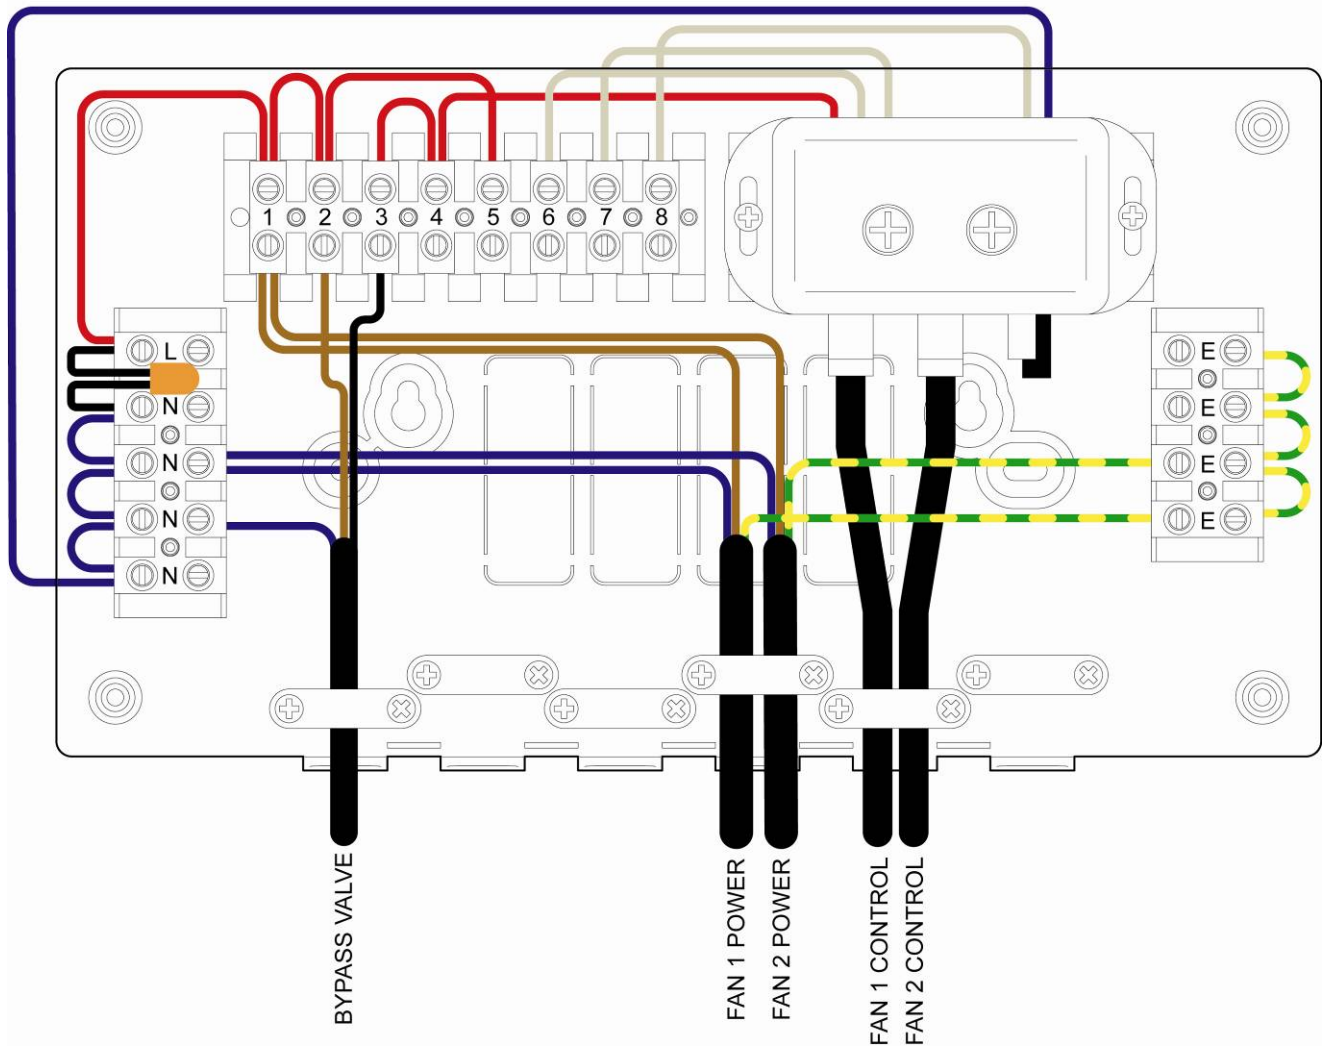 1 2 3 4 5 6 7 8
L
N
N
N
N
E
E
E
E
BYPASS VALVE
FAN 1 POWER
FAN 2 POWER
FAN 1 CONTROL
FAN 2 CONTROL